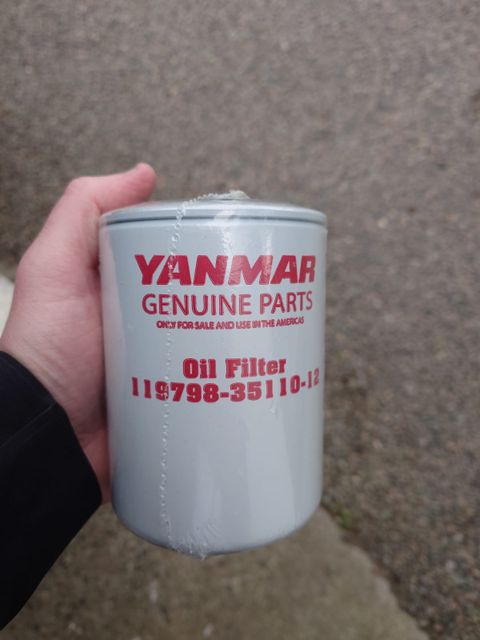 YANMAR
GENUINE PARTS
ONLY FOR SALE AND USE IN THE AMERICAS
Oil Filter
119798-35110-12